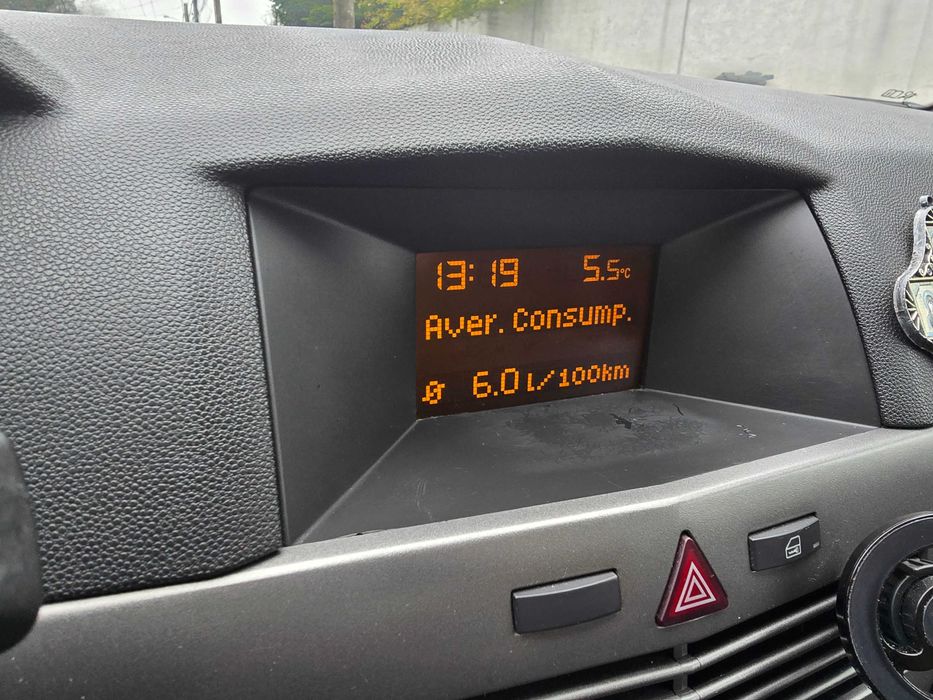 13:19 5.5°C
Aver. Consump.
6.0 l/100km